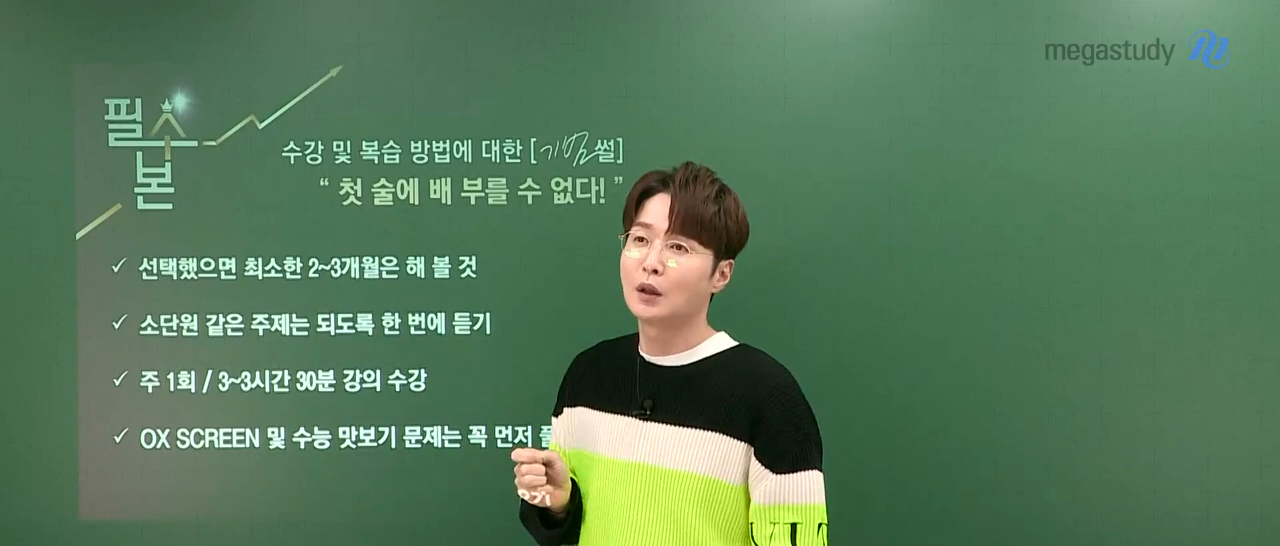 megastudy
필수본
수강 및 복습 방법에 대한 [기범썰]
“ 첫 술에 배 부를 수 없다! ”
✓ 선택했으면 최소한 2~3개월은 해 볼 것
✓ 소단원 같은 주제는 되도록 한 번에 듣기
✓ 주 1회 / 3~3시간 30분 강의 수강
✓ OX SCREEN 및 수능 맛보기 문제는 꼭 먼저